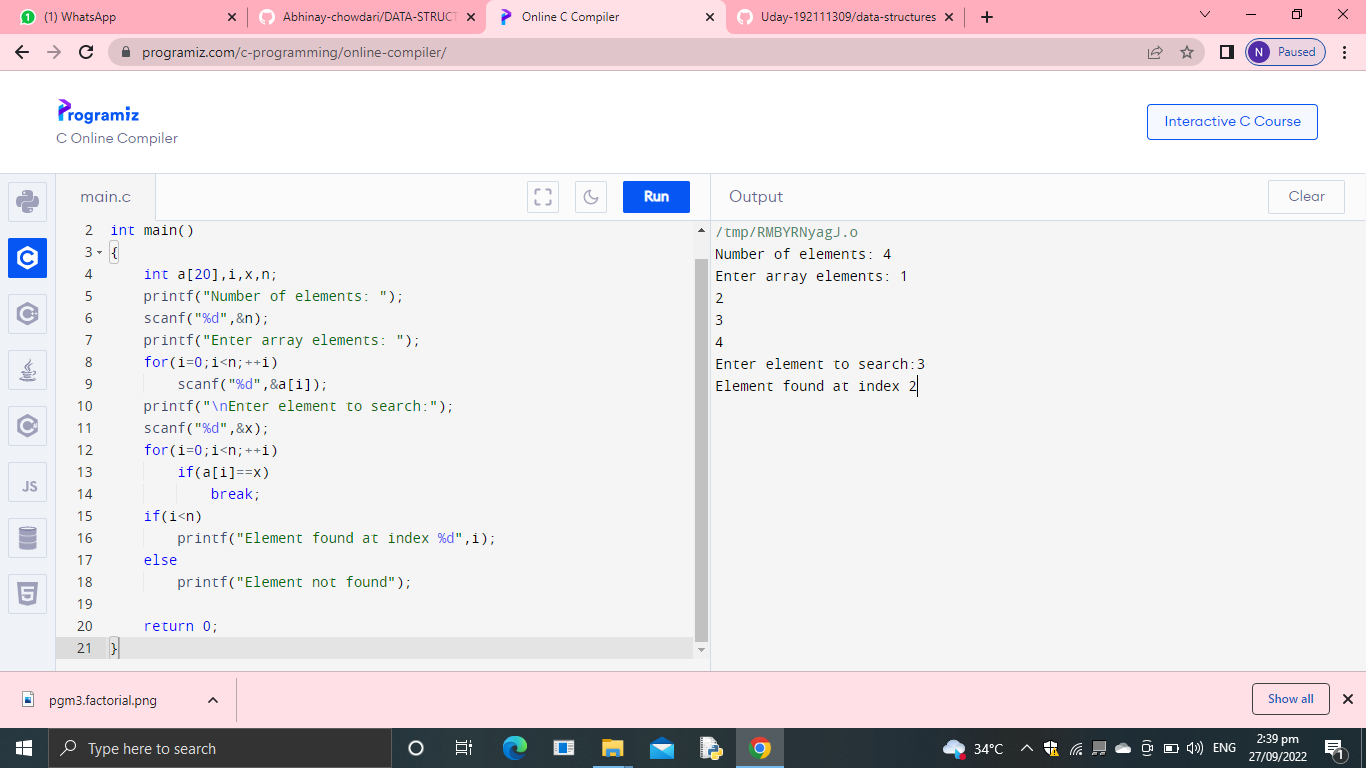 (1) WhatsApp
Abhinay-chowdari/DATA-STRUCT
Online C Compiler
Uday-192111309/data-structures
programiz.com/c-programming/online-compiler/
N Paused
Programiz
C Online Compiler
Interactive C Course
main.c
Run
Output
Clear
2 int main()
3 {
4 int a[20],i,x,n;
5 printf("Number of elements: ");
6 scanf("%d",&n);
7 printf("Enter array elements: ");
8 for(i=0;i<n;++i)
9 scanf("%d",&a[i]);
10 printf("\nEnter element to search:");
11 scanf("%d",&x);
12 for(i=0;i<n;++i)
13 if(a[i]==x)
14 break;
15 if(i<n)
16 printf("Element found at index %d",i);
17 else
18 printf("Element not found");
19
20 return 0;
21 }
/tmp/RMBYRNyagJ.o
Number of elements: 4
Enter array elements: 1
2
3
4
Enter element to search:3
Element found at index 2
JS
pgm3.factorial.png
Show all
Type here to search
34°C
ENG
2:39 pm
27/09/2022
1